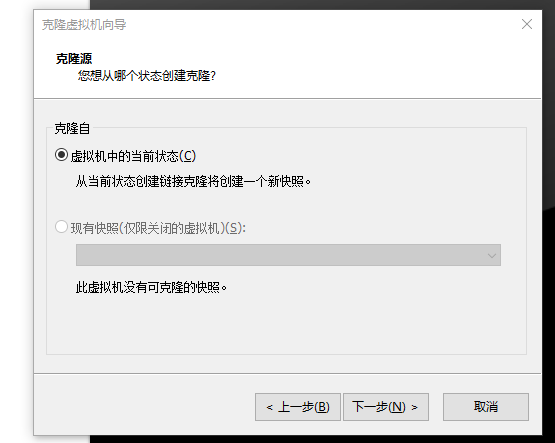 克隆虚拟机向导
克隆源
您想从哪个状态创建克隆?
克隆自
虚拟机中的当前状态(C)
从当前状态创建链接克隆将创建一个新快照。
现有快照(仅限关闭的虚拟机)(S):
此虚拟机没有可克隆的快照。
< 上一步(B) 下一步(N) > 取消